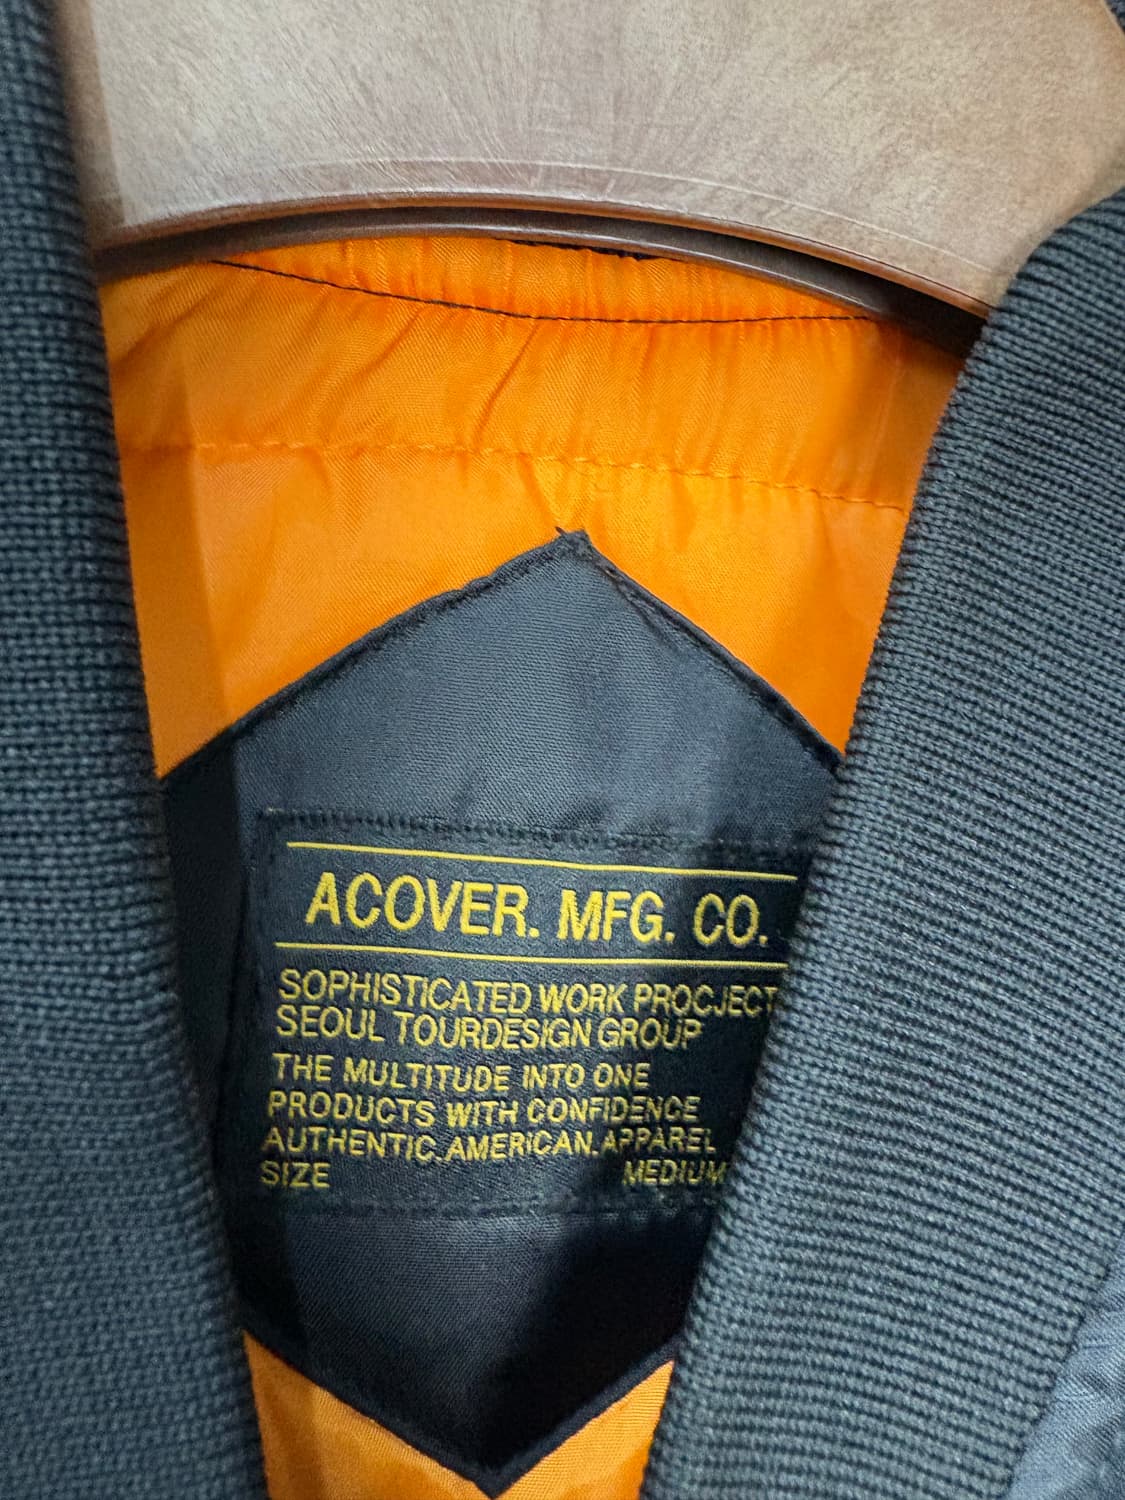 ACOVER. MFG. CO.
SOPHISTICATED WORK PROCJECT
SEOUL TOURDESIGN GROUP
THE MULTITUDE INTO ONE
PRODUCTS WITH CONFIDENCE
AUTHENTIC.AMERICAN.APPAREL
SIZE MEDIUM